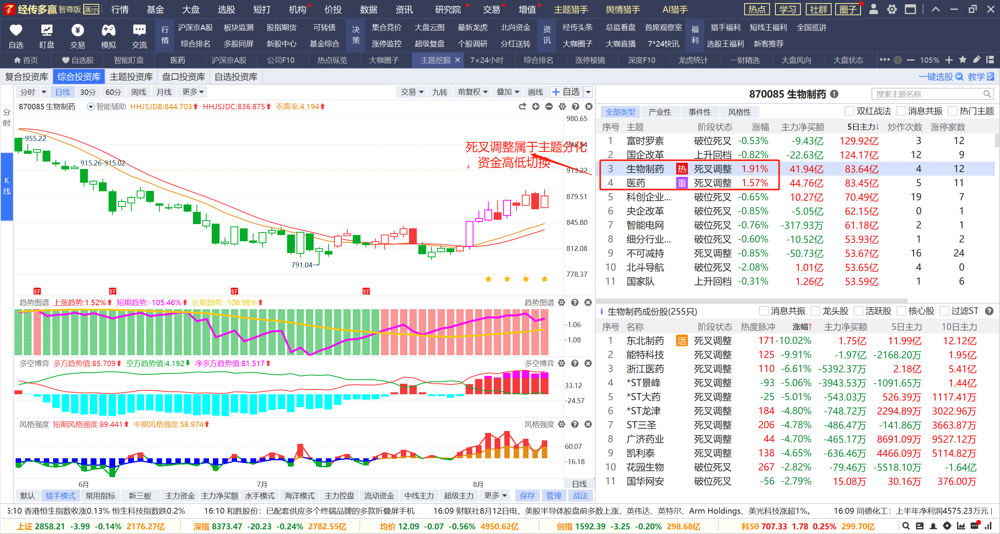 经传多赢 智尊版 演示 行情 基金 大盘 选股 短打 机构 价投 数据 资讯 研究院 交易 增值 主题猎手 舆情猎手 AI猎手 热点 学习 社群 圈子
自选 盯盘 交易 模拟 交流
行情 沪深京A股 板块监测 股指期货 可转债 决策 集合竞价 大盘云图 最新龙虎 北向资金 资讯 经传头条 总监看盘 首席观察室 福利 猎手福利 短线王福利 全国巡讲
综合排名 多股同屏 新股中心 基金综合 涨停监控 超级复盘 个股调研 分红送转 大咖圈子 大咖直播 7*24快讯 选股王福利 新客推荐
首页 自选股 智能盯盘 医药 沪深京A股 公司F10 热点纵览 大咖圈子 主题挖掘 7×24小时 综合排名 涨停棱镜 深度F10 龙虎统计 一财精选 大盘风向 大盘状态 105%
复合投资库 综合投资库 主题投资库 盘口投资库 自选投资库 一键选股 教学
分时 日线 30分 60分 周线 月线 更多 交易 九转 前复权 叠加 画线 自选
分时
K线
870085 生物制药 智能辅助 HHJSJDB:844.703 HHJSJDC:836.875 乖离率:4.194
980.65
955.22
946.94
死叉调整属于主题分化
，资金高低切换
915.26-915.02
913.22
879.51
845.80
812.08
791.04
778.37
好 好 好 好
趋势图谱 上涨趋势:1.52% 短期趋势:-105.46% 长期趋势:-106.98% 趋势图谱
-1.06
-1.08
多空博弈 多方趋势值:85.709 空方趋势值:4.192 净多方趋势值:81.517 多空博弈
33.12
-24.57
风格强度 短期风格强度:89.441 中期风格强度:58.974 风格强度
60.07
-16.18
6月 7月 8月 日线
默认 猎手模式 常用指标 新三板 主力资金 主力净买额 水手模式 海洋模式 主力控盘 流动资金 中线主力 超级主力 更多 保存 管理 战法
870085 生物制药 搜索主题名称
全部类型 产业性 事件性 风格性 双红战法 消息共振 热门主题
序号 主题 阶段状态 涨幅 主力净买额 5日主力↓ 炒作次数 涨停家数
1 富时罗素 破位死叉 -0.53% -9.43亿 129.92亿 3 12
2 国企改革 上升回档 -0.82% -22.63亿 124.17亿 12 9
3 生物制药 热 死叉调整 1.91% 41.94亿 83.64亿 4 12
4 医药 重 死叉调整 1.57% 44.76亿 83.45亿 5 11
5 科创企业... 破位死叉 -0.65% 10.27亿 70.49亿 19 7
6 央企改革 破位死叉 -0.85% -5.05亿 62.15亿 0 1
7 智能电网 破位死叉 -0.76% -317.93万 61.18亿 2 1
8 细分行业... 破位死叉 -0.60% -10.52亿 53.93亿 1 2
9 不可减持 死叉调整 -0.85% -50.73亿 53.67亿 16 24
10 北斗导航 破位死叉 -2.08% 1.01亿 53.65亿 4 0
11 国家队 上升回档 -0.31% 1.26亿 53.59亿 1 6
生物制药成份股(255只) 消息共振 龙头股 活跃股 核心股 过滤ST
序号 名称 阶段状态 热度脉冲 涨幅↑ 主力净买额 5日主力 10日主力
1 东北制药 活 死叉调整 171 -10.02% 1.75亿 11.99亿 12.12亿
2 能特科技 死叉调整 125 -9.91% -1.97亿 -2168.20万 1.95亿
3 浙江医药 死叉调整 110 -6.61% -5392.37万 2.18亿 5.41亿
4 *ST景峰 死叉调整 -93 -5.06% -3943.53万 -1091.65万 1.44亿
5 *ST大药 死叉调整 -25 -5.01% -543.03万 526.39万 1117.41万
6 *ST龙津 死叉调整 184 -4.80% -748.72万 2294.89万 3022.96万
7 ST三圣 死叉调整 206 -4.78% -486.47万 -141.86万 3663.87万
8 广济药业 死叉调整 44 -4.70% -465.17万 8691.09万 9527.12万
9 凯利泰 死叉调整 138 -4.65% -636.46万 4466.09万 5114.82万
10 花园生物 破位死叉 267 -2.82% -79.46万 -5518.10万 -1.64亿
11 国华网安 破位死叉 -56 -2.79% 15.08万 30.16万 376.00万
6:10 香港恒生指数收涨0.13% 恒生科技指数跌0.2% 16:10 和胜股份：已配套供应多个终端品牌的多款折叠屏手机 16:09 财联社8月12日电，美股半导体股盘前多数上涨，英伟达、英特尔、Arm Holdings、美光科技涨超1%。 16:09 同德化工：上半年净利润4575.23万元
上证 2858.21 -3.99 -0.14% 2176.27亿 深指 8373.47 -20.23 -0.24% 2782.55亿 均价 12.09 -0.07 -0.56% 4950.62亿 创指 1592.39 -3.25 -0.20% 298.68亿 科50 707.33 1.78 0.25% 299.70亿